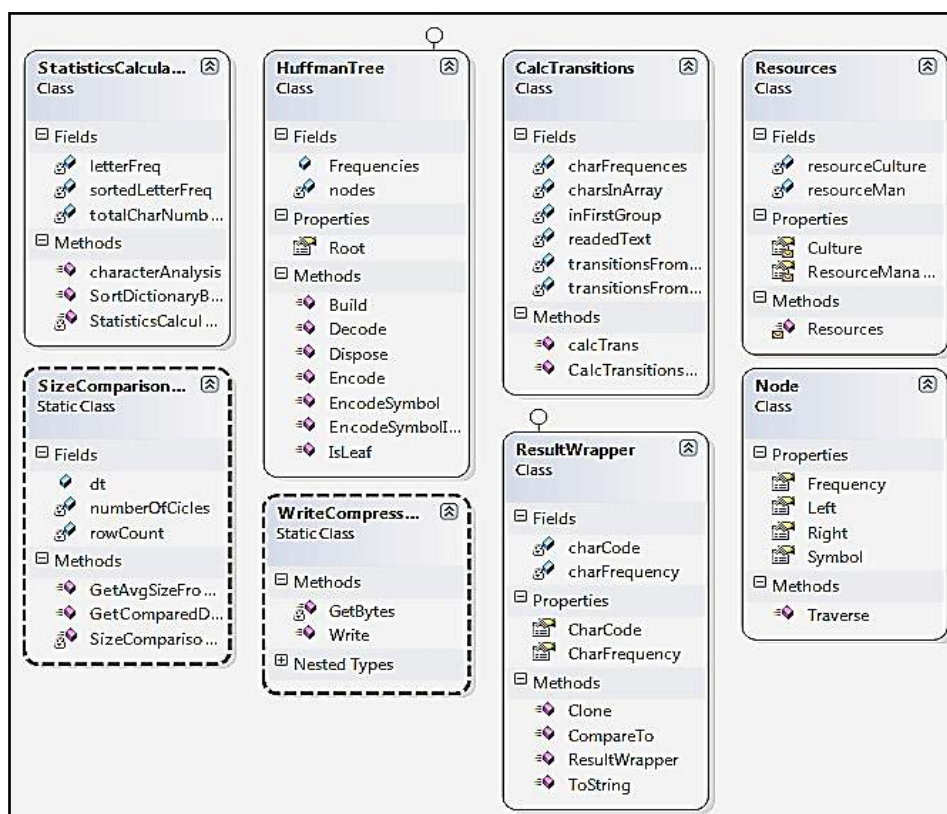 StatisticsCalcula...
Class
Fields
letterFreq
sortedLetterFreq
totalCharNumb...
Methods
characterAnalysis
SortDictionaryB...
StatisticsCalcul...
HuffmanTree
Class
Fields
Frequencies
nodes
Properties
Root
Methods
Build
Decode
Dispose
Encode
EncodeSymbol
EncodeSymbolI...
IsLeaf
CalcTransitions
Class
Fields
charFrequences
charsInArray
inFirstGroup
readedText
transitionsFrom...
transitionsFrom...
Methods
calcTrans
CalcTransitions...
Resources
Class
Fields
resourceCulture
resourceMan
Properties
Culture
ResourceMana...
Methods
Resources
SizeComparison...
Static Class
Fields
dt
numberOfCicles
rowCount
Methods
GetAvgSizeFro...
GetComparedD...
SizeCompariso...
WriteCompress...
Static Class
Methods
GetBytes
Write
Nested Types
ResultWrapper
Class
Fields
charCode
charFrequency
Properties
CharCode
CharFrequency
Methods
Clone
CompareTo
ResultWrapper
ToString
Node
Class
Properties
Frequency
Left
Right
Symbol
Methods
Traverse